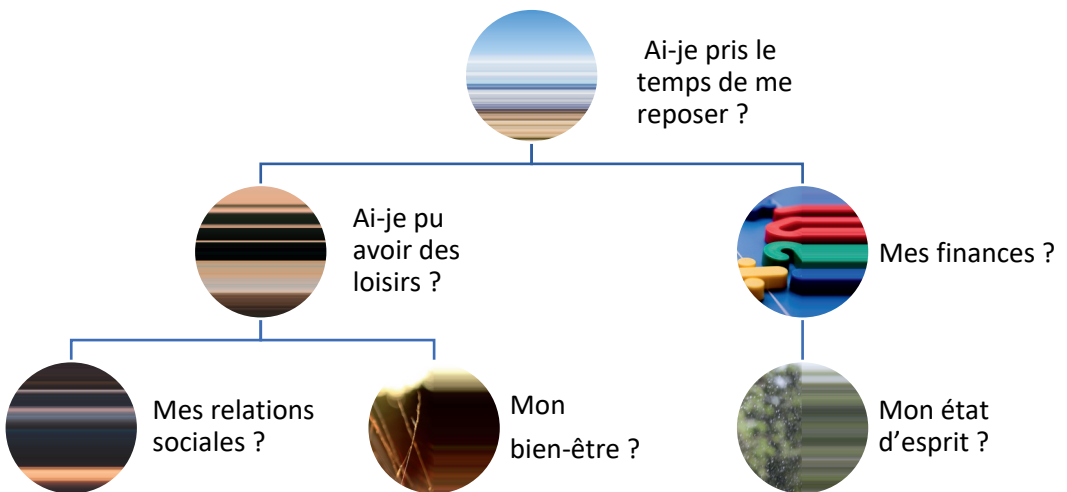 Ai-je pris le
temps de me
reposer ?
Ai-je pu
avoir des
loisirs ?
Mes finances ?
Mes relations
sociales ?
Mon
bien-être ?
Mon état
d’esprit ?